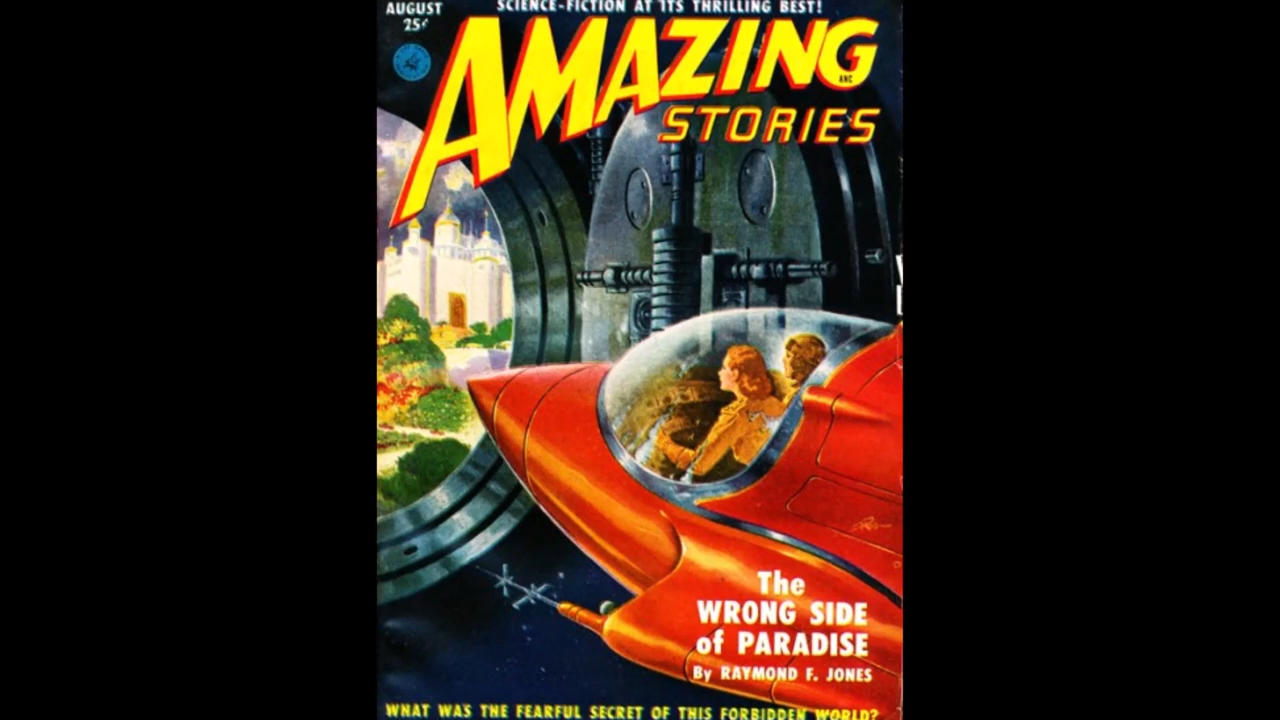 AUGUST
25¢
SCIENCE-FICTION AT ITS THRILLING BEST!
AMAZING
STORIES
ANC
The
WRONG SIDE
of PARADISE
By RAYMOND F. JONES
WHAT WAS THE FEARFUL SECRET OF THIS FORBIDDEN WORLD?